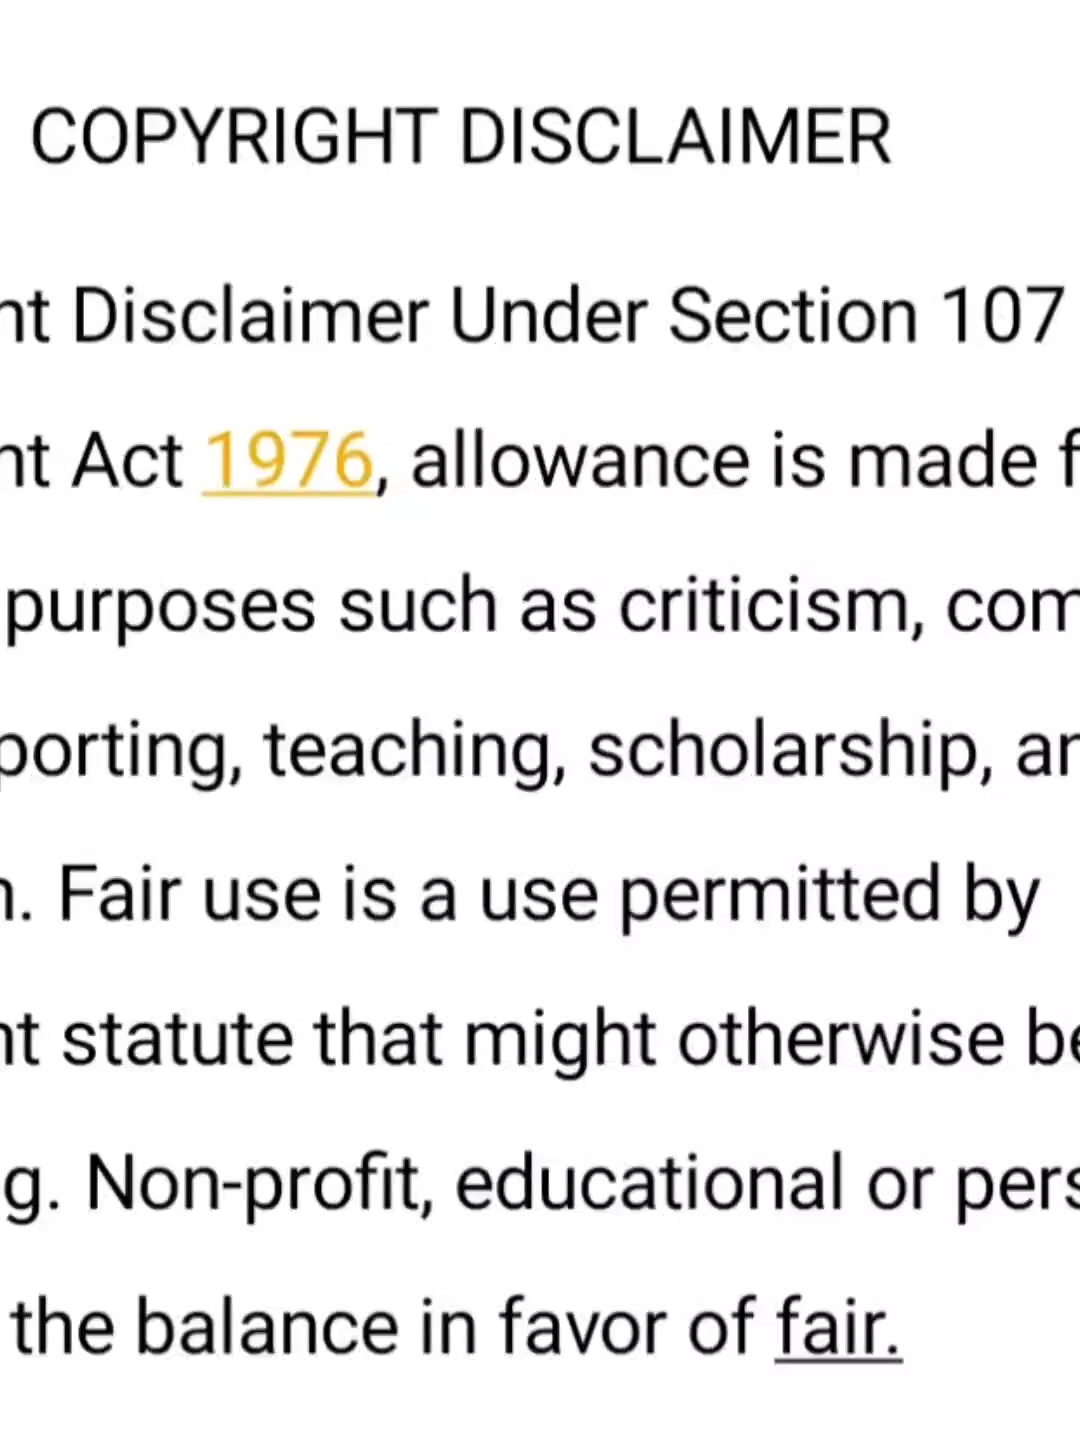 COPYRIGHT DISCLAIMER
nt Disclaimer Under Section 107
nt Act 1976, allowance is made f
purposes such as criticism, com
porting, teaching, scholarship, an
n. Fair use is a use permitted by
nt statute that might otherwise be
g. Non-profit, educational or pers
the balance in favor of fair.